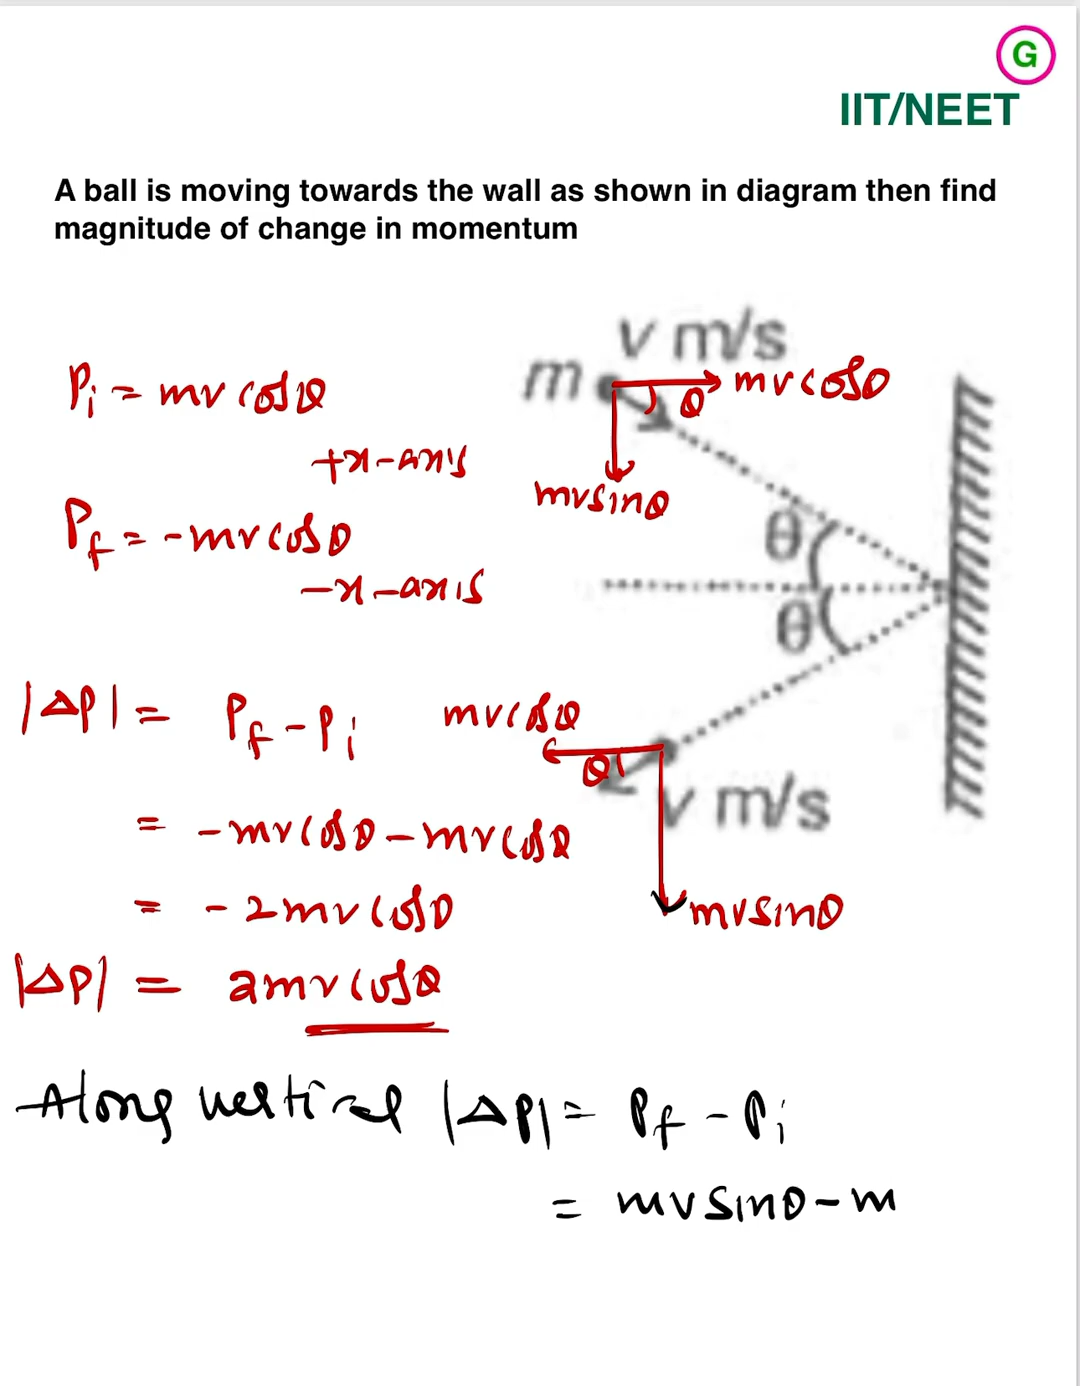 G
IIT/NEET
A ball is moving towards the wall as shown in diagram then find
magnitude of change in momentum
v m/s
m
θ
mvcosθ
mvsinθ
Pi = mv cosθ
+x-axis
Pf = -mvcosθ
-x-axis
θ
θ
|ΔP| = Pf - Pi
mvcosθ
θ
v m/s
mvsinθ
= -mvcosθ - mvcosθ
= -2mvcosθ
|ΔP| = 2mvcosθ
Along vertical |ΔP| = Pf - Pi
= mvsinθ - m